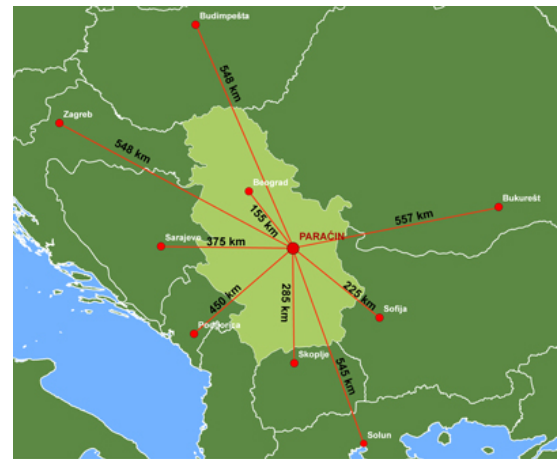 Budimpešta
548 km
Zagreb
548 km
Beograd
155 km
Bukurešt
557 km
PARAĆIN
Sarajevo
375 km
450 km
285 km
225 km
Sofija
Podgorica
Skoplje
545 km
Solun